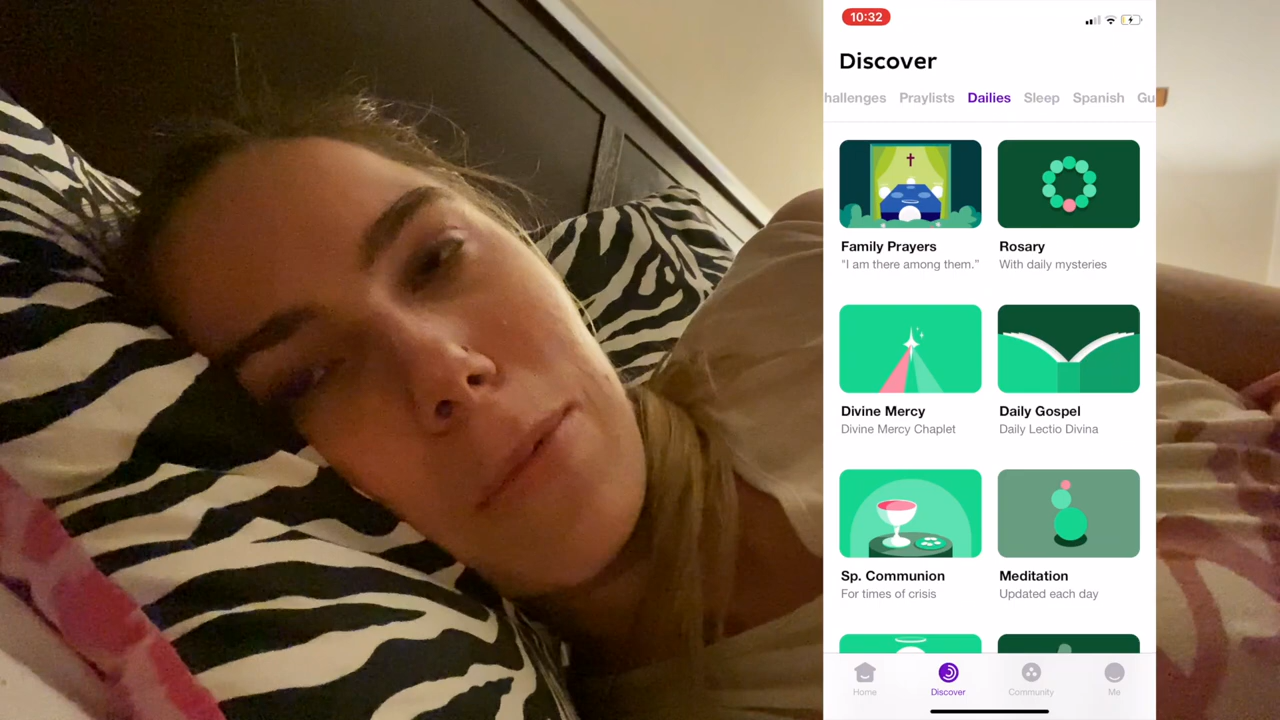 10:32
Discover
hallenges Praylists Dailies Sleep Spanish Gu
Family Prayers
"I am there among them."
Rosary
With daily mysteries
Divine Mercy
Divine Mercy Chaplet
Daily Gospel
Daily Lectio Divina
Sp. Communion
For times of crisis
Meditation
Updated each day
Home Discover Community Me